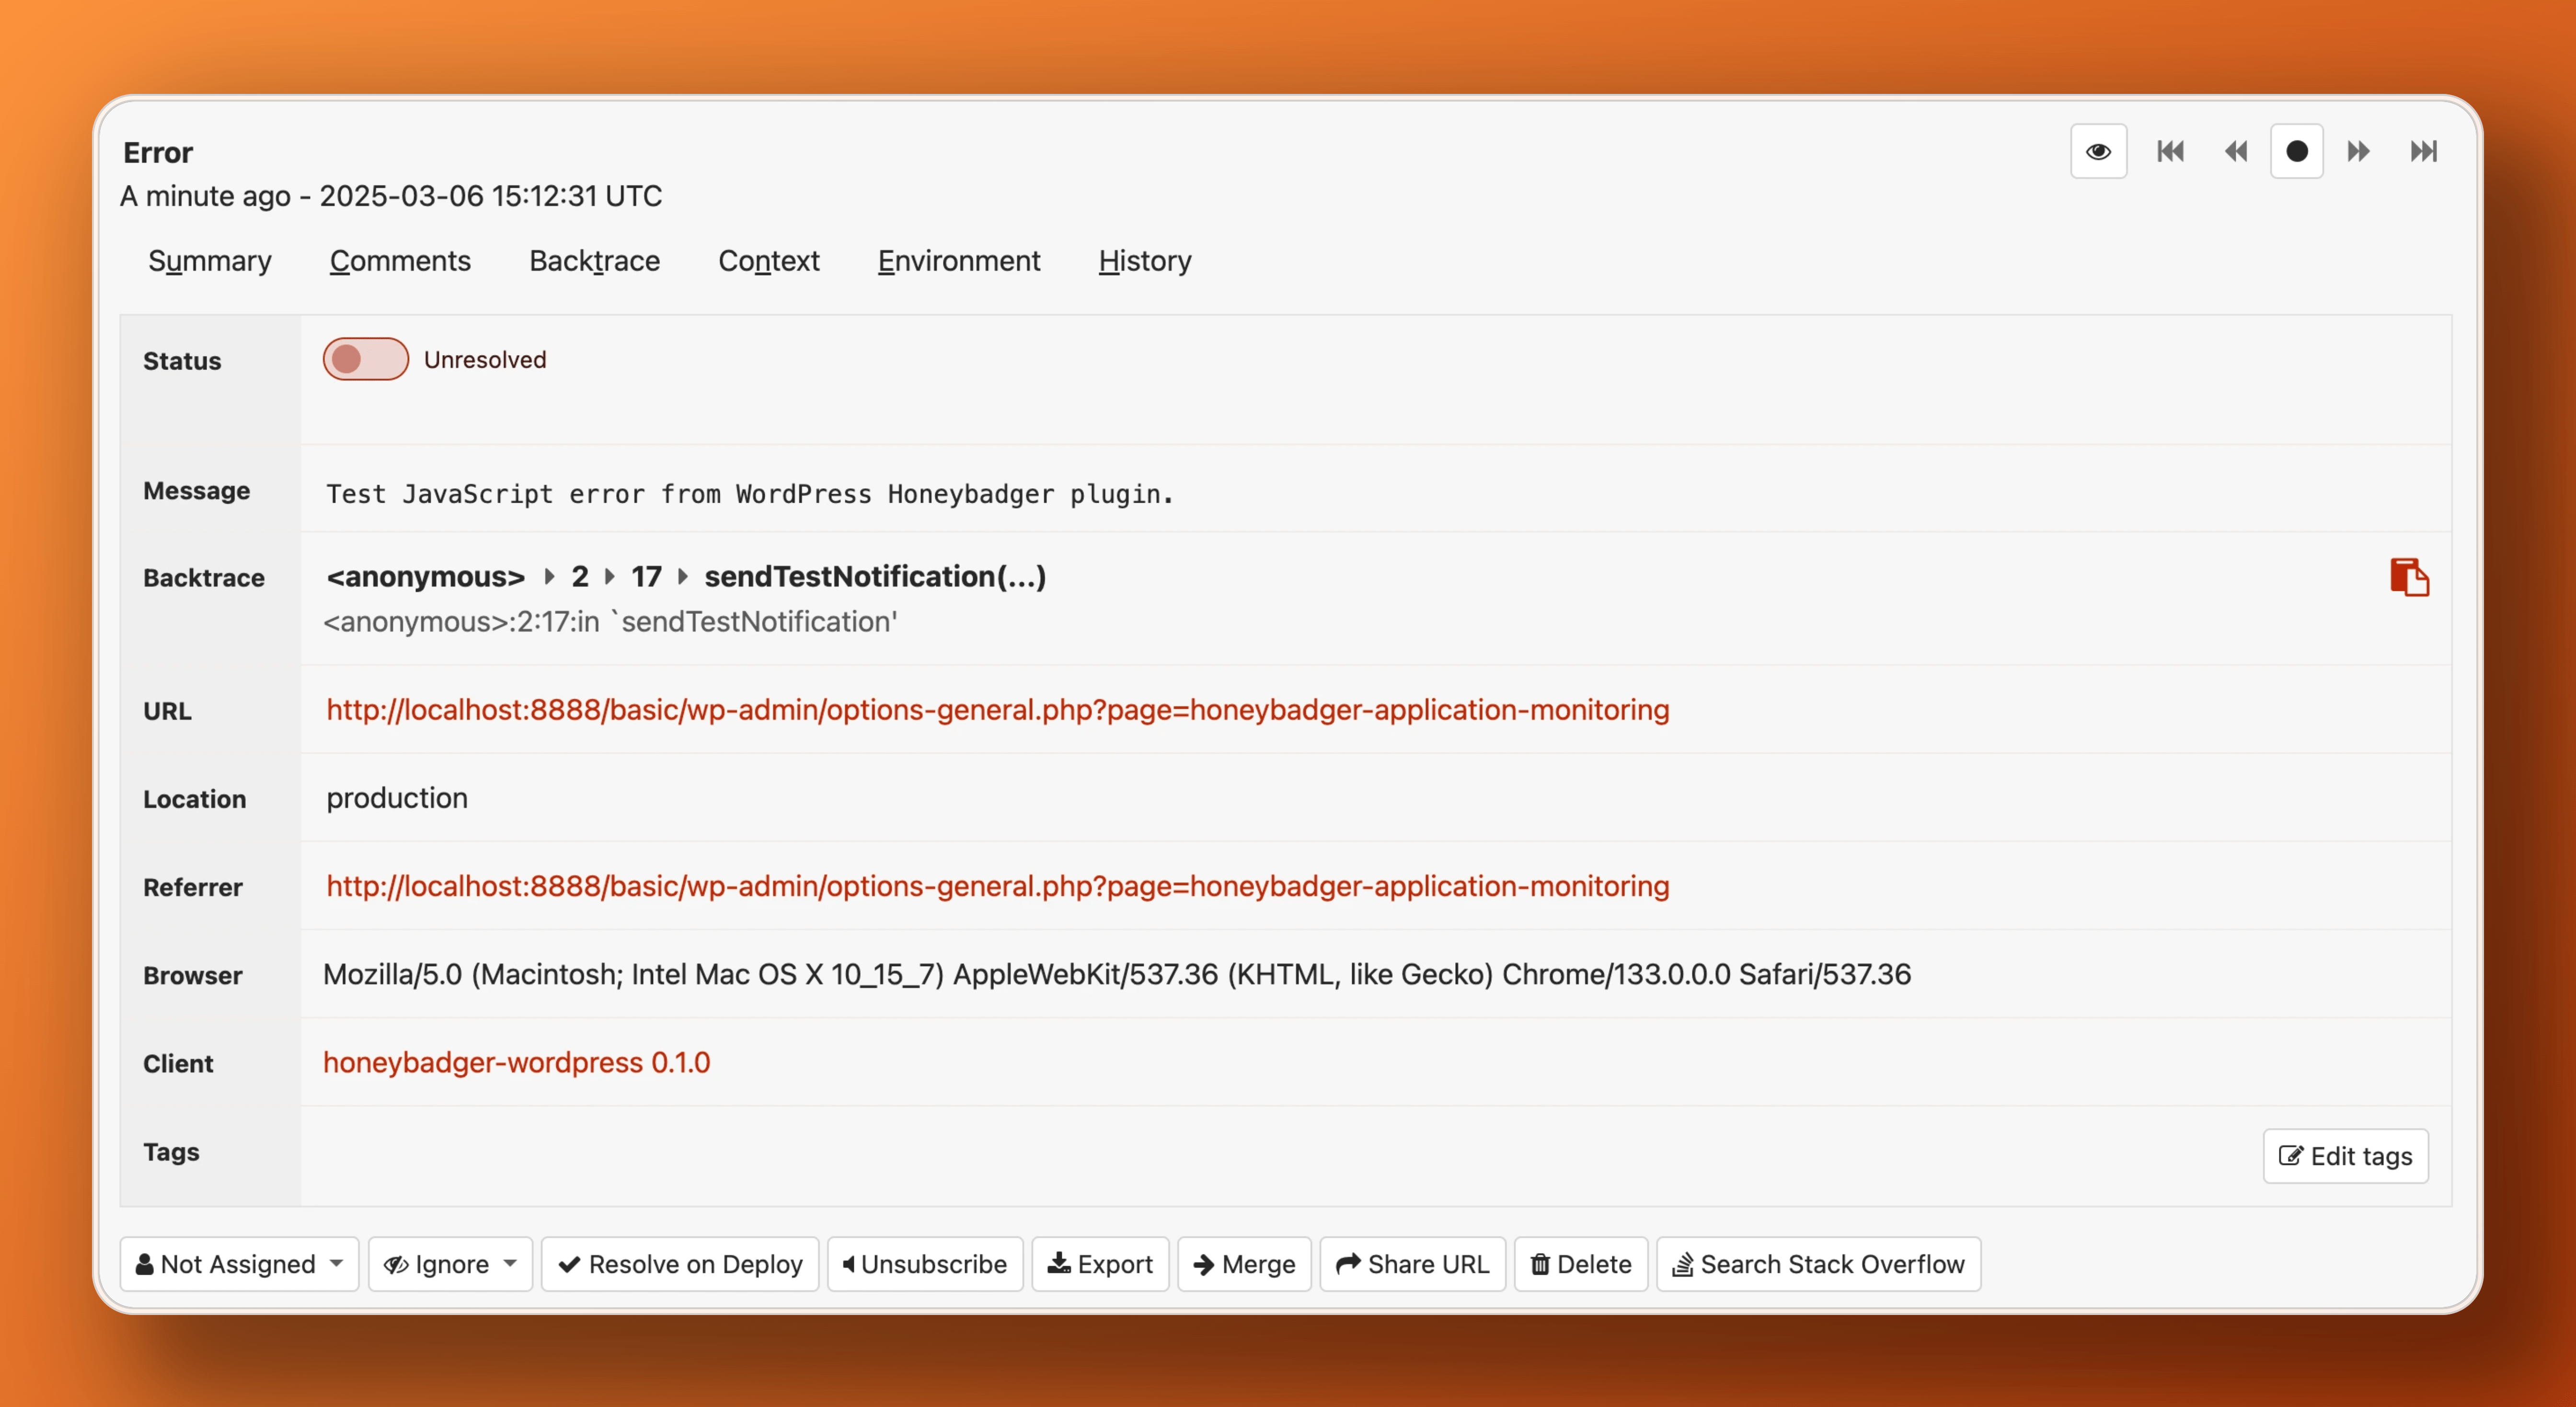 Error
A minute ago - 2025-03-06 15:12:31 UTC
Summary Comments Backtrace Context Environment History
Status Unresolved
Message Test JavaScript error from WordPress Honeybadger plugin.
Backtrace <anonymous> 2 17 sendTestNotification(...)
<anonymous>:2:17:in `sendTestNotification'
URL http://localhost:8888/basic/wp-admin/options-general.php?page=honeybadger-application-monitoring
Location production
Referrer http://localhost:8888/basic/wp-admin/options-general.php?page=honeybadger-application-monitoring
Browser Mozilla/5.0 (Macintosh; Intel Mac OS X 10_15_7) AppleWebKit/537.36 (KHTML, like Gecko) Chrome/133.0.0.0 Safari/537.36
Client honeybadger-wordpress 0.1.0
Tags Edit tags
Not Assigned Ignore Resolve on Deploy Unsubscribe Export Merge Share URL Delete Search Stack Overflow